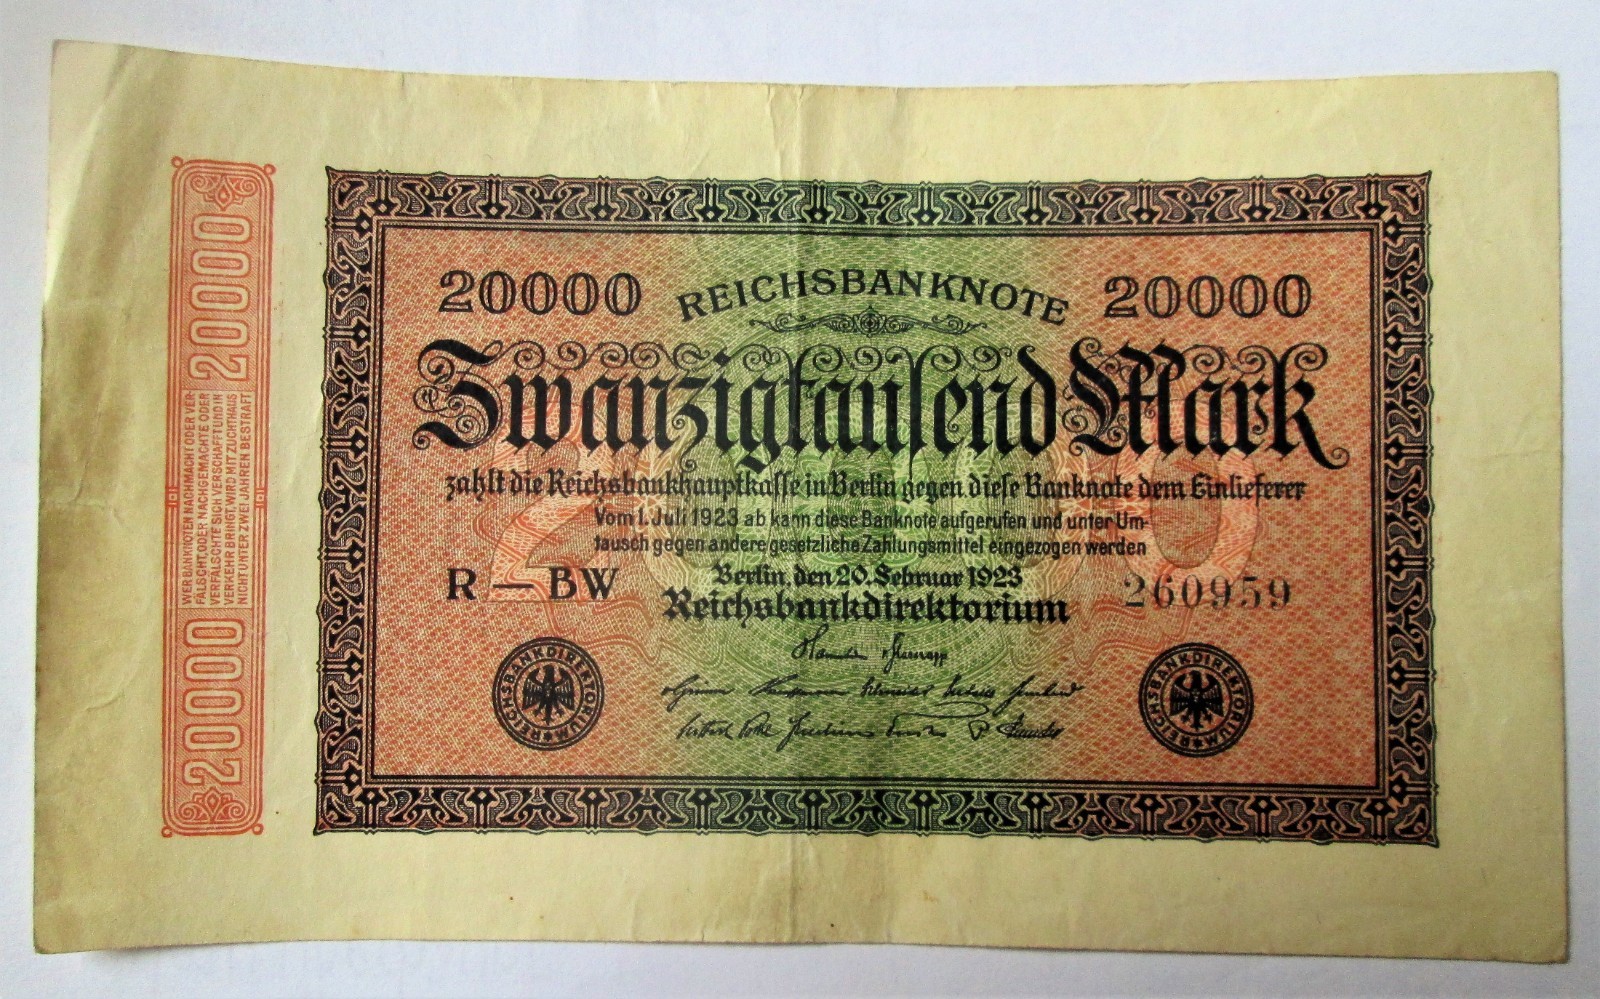 20000
WER BANKNOTEN NACHMACHT ODER VER-
FÄLSCHT, ODER NACHGEMACHTE ODER
VERFÄLSCHTE SICH VERSCHAFFT UND IN
VERKEHR BRINGT, WIRD MIT ZUCHTHAUS
NICHT UNTER ZWEI JAHREN BESTRAFT
20000
20000 REICHSBANKNOTE 20000
Zwanzigtausend Mark
zahlt die Reichsbankhauptkasse in Berlin gegen diese Banknote dem Einlieferer
Vom 1. Juli 1923 ab kann diese Banknote aufgerufen und unter Um-
tausch gegen andere gesetzliche Zahlungsmittel eingezogen werden
Berlin, den 20. Februar 1923
R — BW Reichsbankdirektorium 260959
REICHSBANKDIREKTORIUM
REICHSBANKDIREKTORIUM
20000